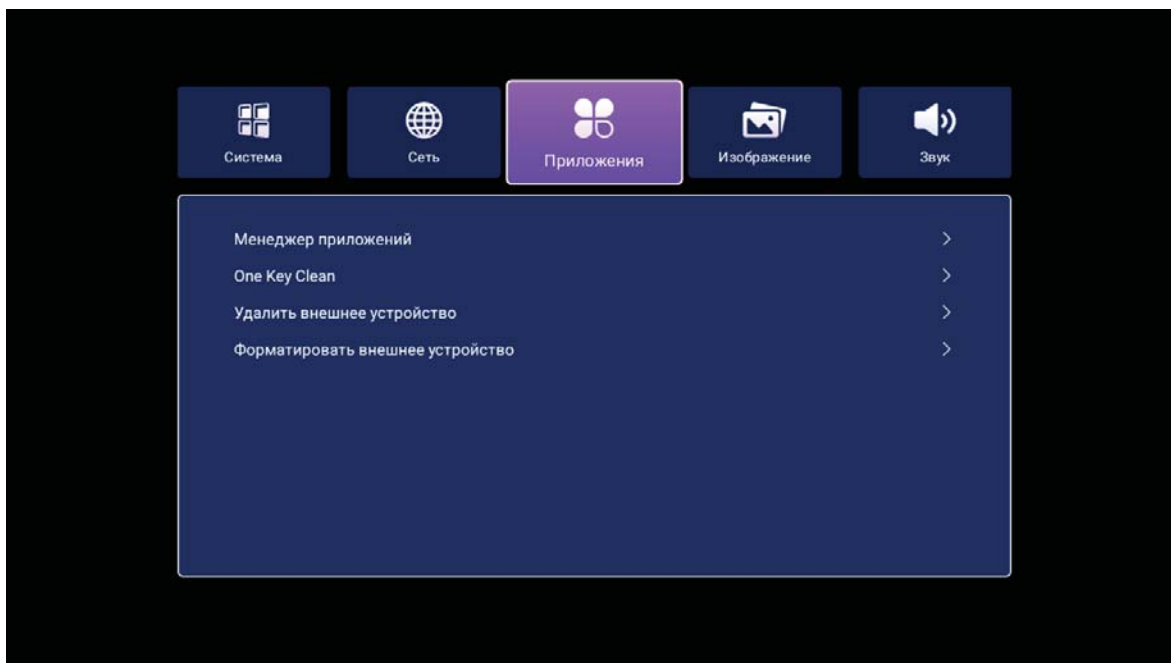 Система
Сеть
Приложения
Изображение
Звук
Менеджер приложений
One Key Clean
Удалить внешнее устройство
Форматировать внешнее устройство